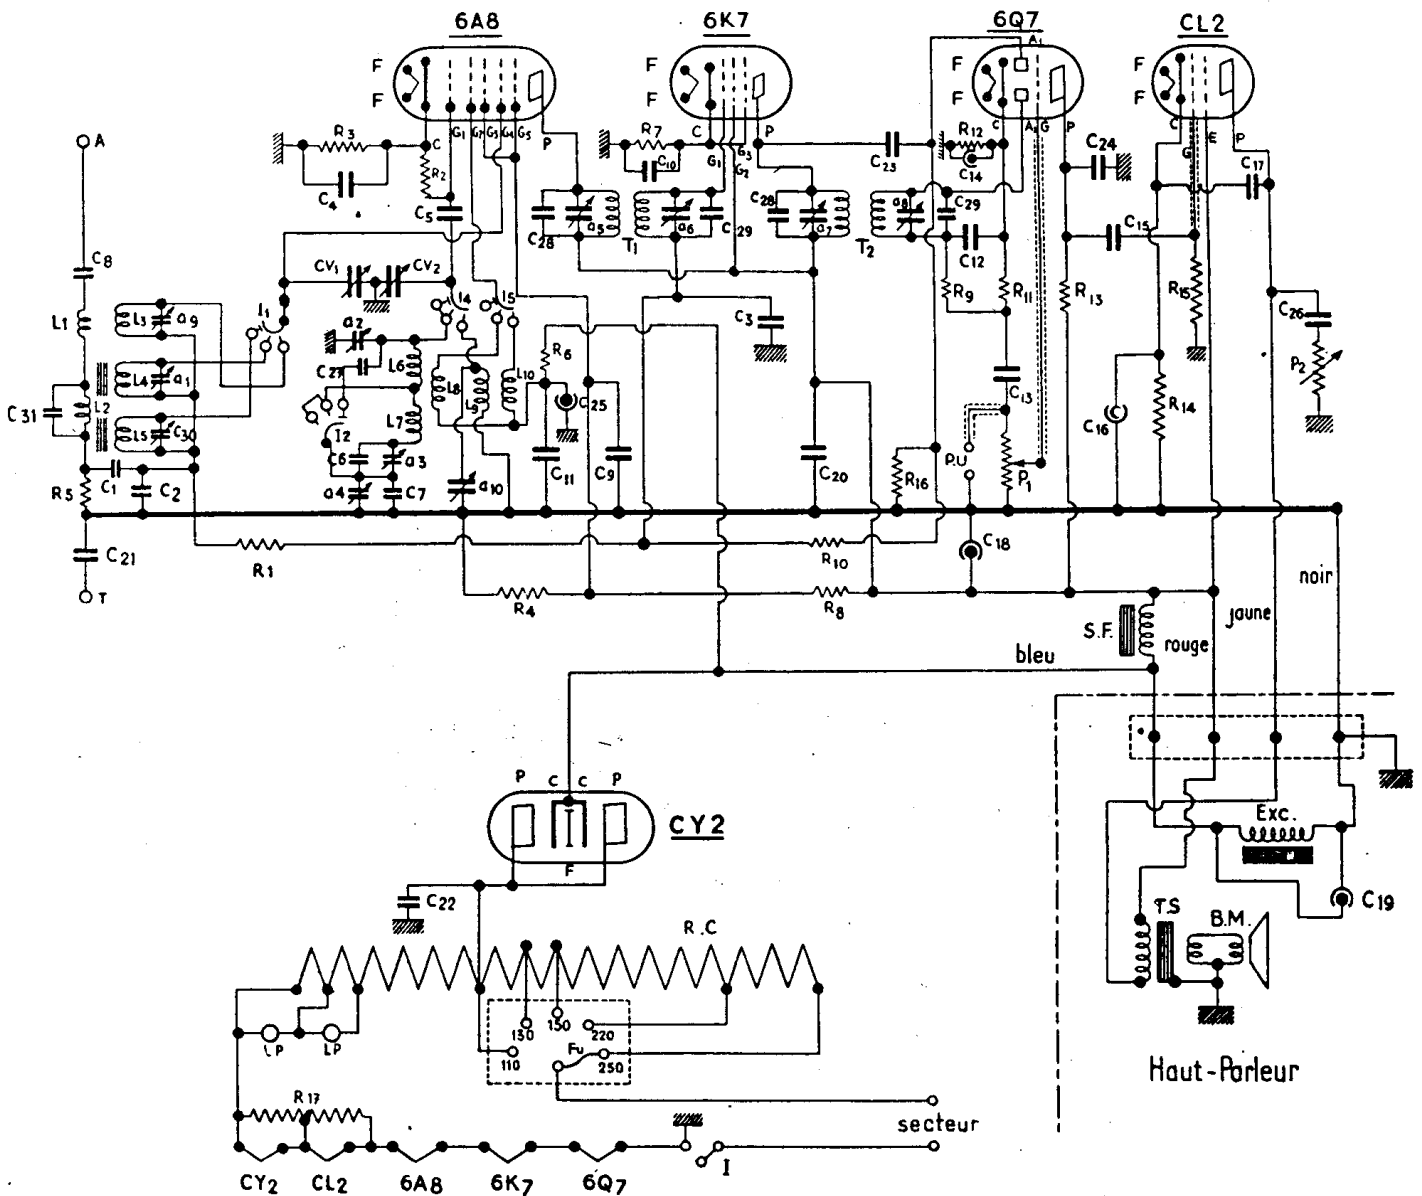 6A8
6K7
6Q7
CL2
F
F
F
F
F
F
F
F
A1
A
R3
C
G1
G2
G3
G4
G5
P
R7
C
P
R12
C
A2
G
P
C24
C
G
E
P
C10
G1
G3
G2
C23
C14
C17
R2
C4
C5
C28
a5
T1
a6
C29
C28
a7
T2
a8
C29
C12
C15
C8
CV1
CV2
R9
R11
R13
R15
L1
L3
a9
I1
I4
I5
a2
C3
C26
C27
L6
R6
P2
L4
a1
L8
L9
L10
C13
C31
L2
L7
C25
C16
R14
L5
C30
I2
C6
a3
P.U
P1
R5
C1
C2
a4
C7
a10
C11
C9
C20
R16
C21
C18
T
R1
R10
noir
R4
R8
jaune
S.F.
rouge
bleu
P
C
C
P
CY2
F
Exc.
C22
C19
R.C
T.S
B.M.
130
150
220
LP
LP
110
Fu
250
Haut-Parleur
R17
secteur
I
CY2
CL2
6A8
6K7
6Q7